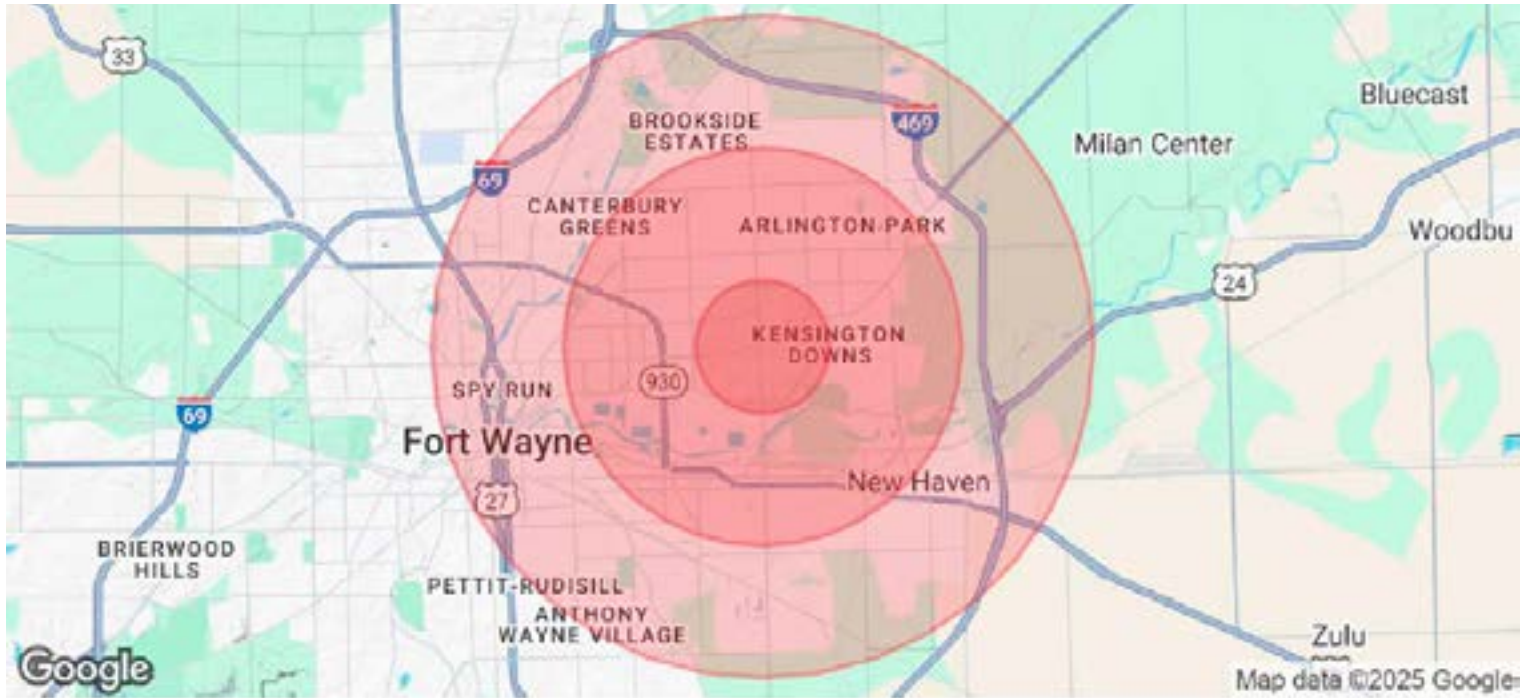 33
Bluecast
BROOKSIDE
ESTATES
469
Milan Center
69
CANTERBURY
GREENS
ARLINGTON PARK
Woodbu
24
KENSINGTON
DOWNS
930
SPY RUN
69
Fort Wayne
New Haven
27
BRIERWOOD
HILLS
PETTIT-RUDISILL
ANTHONY
WAYNE VILLAGE
Zulu
Google
Map data ©2025 Google